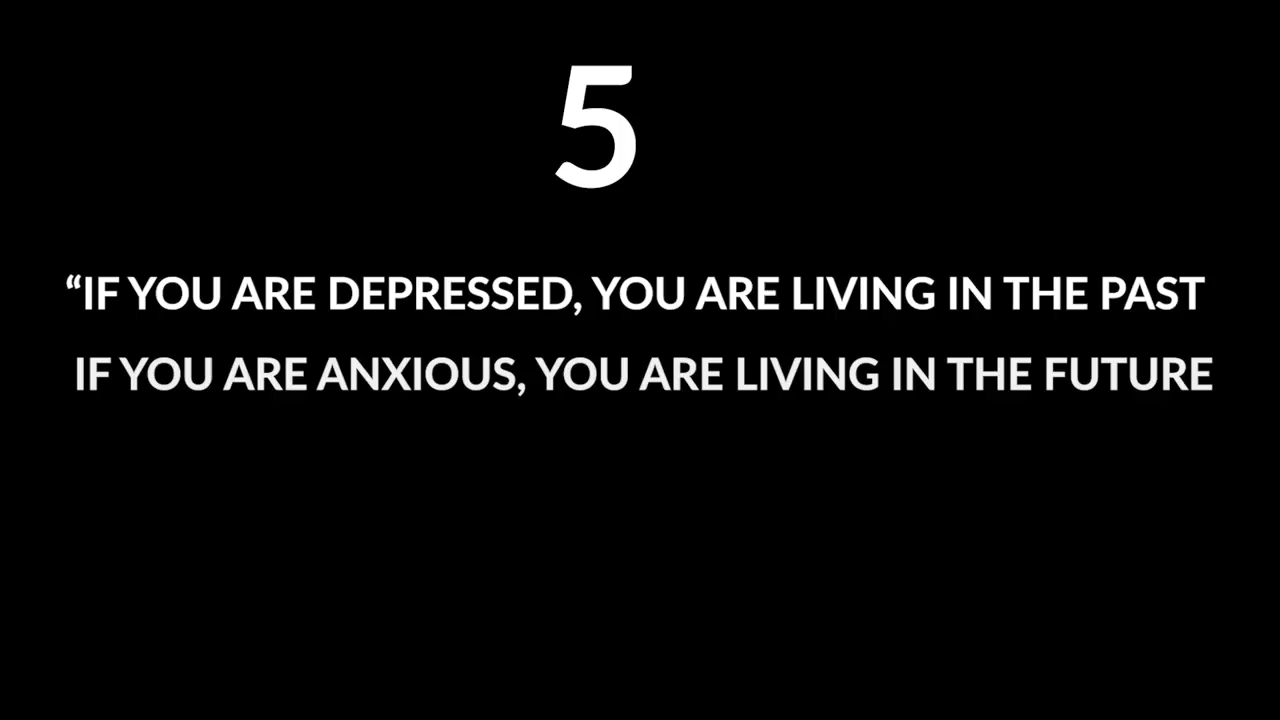 5
“IF YOU ARE DEPRESSED, YOU ARE LIVING IN THE PAST
IF YOU ARE ANXIOUS, YOU ARE LIVING IN THE FUTURE